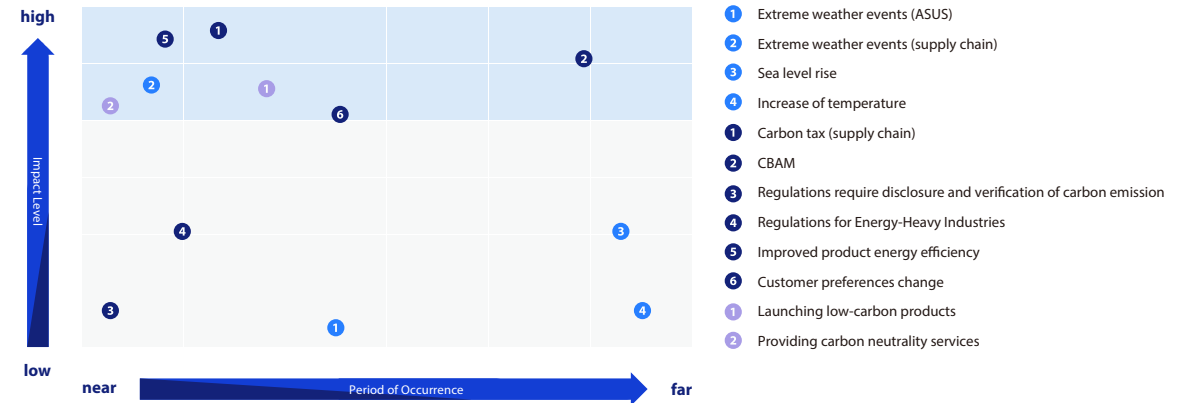 high
Impact Level
low
5
1
2
2
1
2
6
4
3
3
4
1
near
Period of Occurrence
far
1 Extreme weather events (ASUS)
2 Extreme weather events (supply chain)
3 Sea level rise
4 Increase of temperature
1 Carbon tax (supply chain)
2 CBAM
3 Regulations require disclosure and verification of carbon emission
4 Regulations for Energy-Heavy Industries
5 Improved product energy efficiency
6 Customer preferences change
1 Launching low-carbon products
2 Providing carbon neutrality services